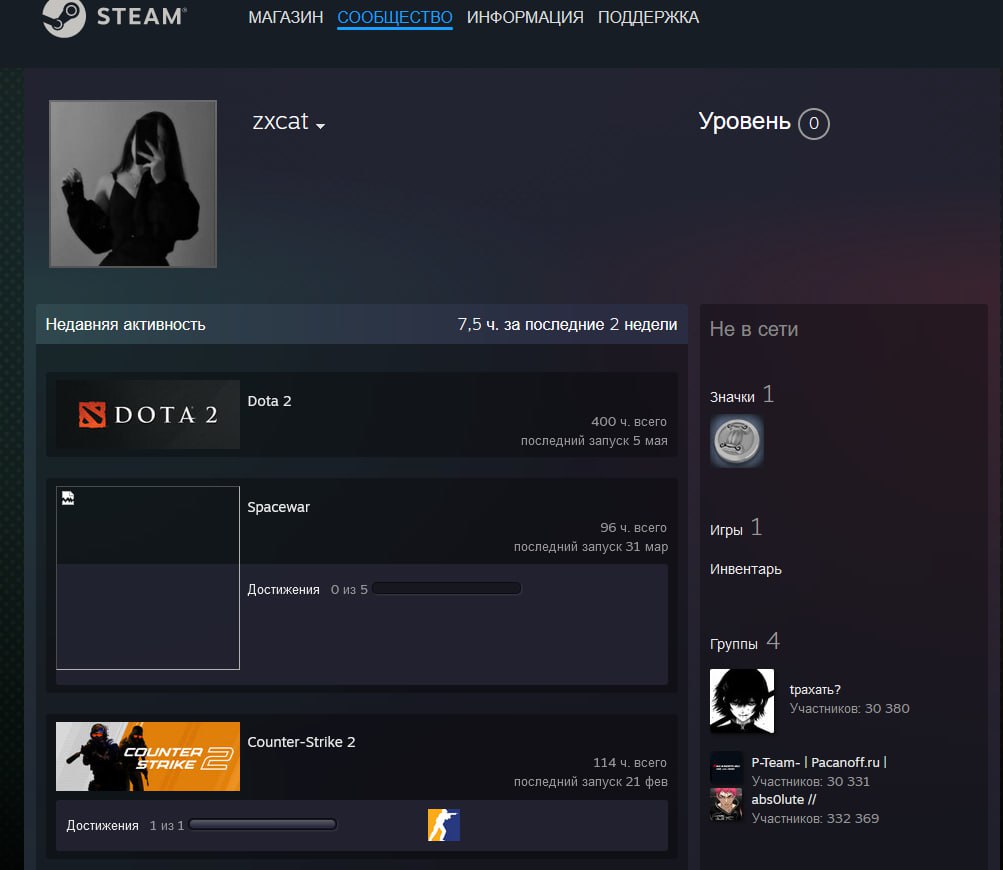 STEAM®
МАГАЗИН СООБЩЕСТВО ИНФОРМАЦИЯ ПОДДЕРЖКА
zxcat
Уровень 0
Недавняя активность 7,5 ч. за последние 2 недели
DOTA 2
Dota 2
400 ч. всего
последний запуск 5 мая
Spacewar
96 ч. всего
последний запуск 31 мар
Достижения 0 из 5
COUNTER STRIKE 2
Counter-Strike 2
114 ч. всего
последний запуск 21 фев
Достижения 1 из 1
Не в сети
Значки 1
Игры 1
Инвентарь
Группы 4
tрахать?
Участников: 30 380
P-Team- | Pacanoff.ru |
Участников: 30 331
abs0lute //
Участников: 332 369